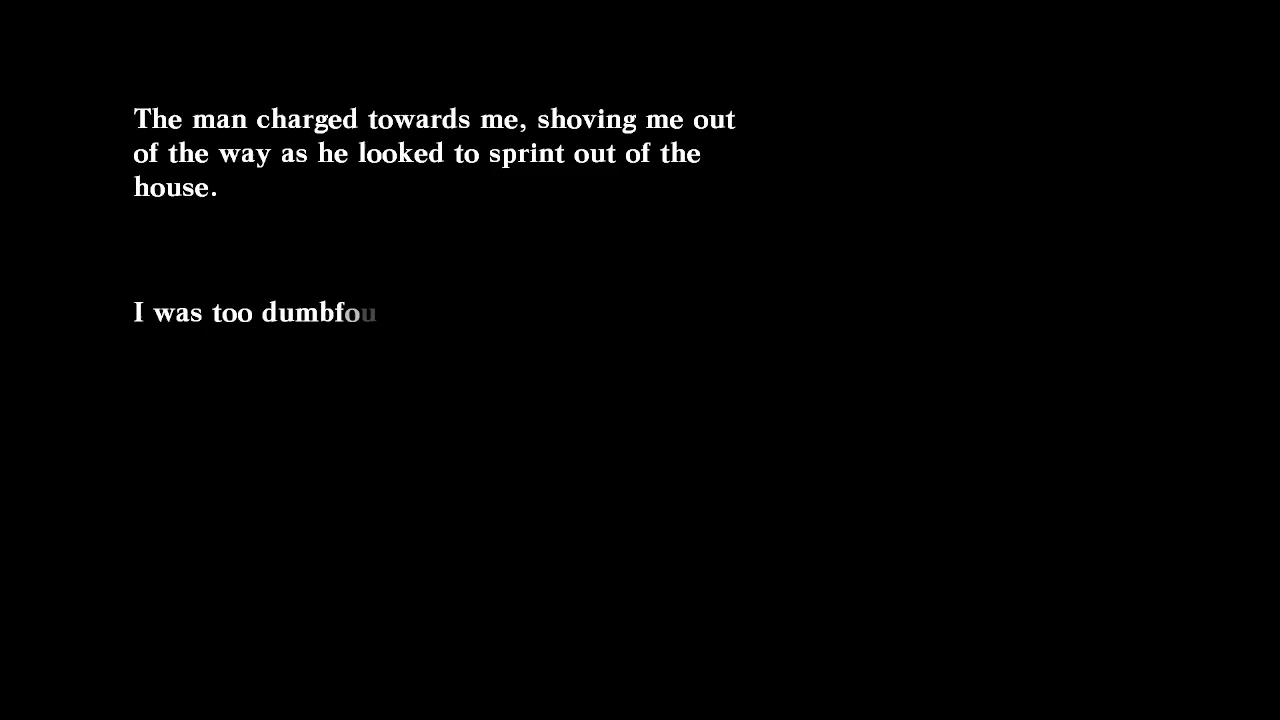 The man charged towards me, shoving me out
of the way as he looked to sprint out of the
house.
I was too dumbfou